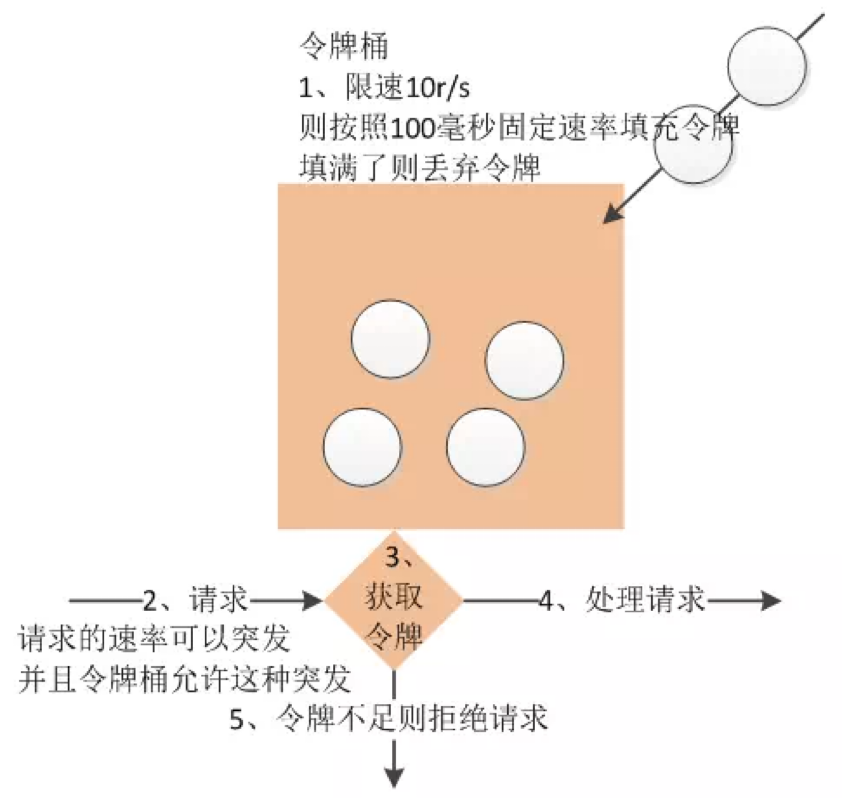 令牌桶
1、限速10r/s
则按照100毫秒固定速率填充令牌
填满了则丢弃令牌
3、
获取
令牌
2、请求
4、处理请求
请求的速率可以突发
并且令牌桶允许这种突发
5、令牌不足则拒绝请求